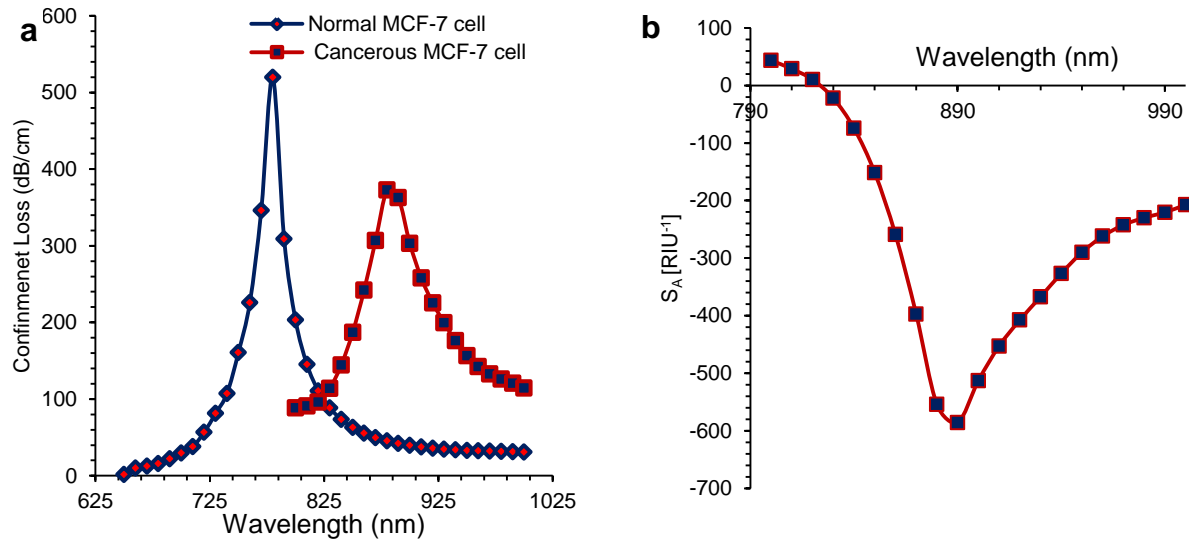 a
Normal MCF-7 cell
Cancerous MCF-7 cell
600
500
400
300
200
100
0
Confinmenet Loss (dB/cm)
625 725 825 925 1025
Wavelength (nm)
b
Wavelength (nm)
100
0
-100
-200
-300
-400
-500
-600
-700
790 890 990
S_A [RIU⁻¹]